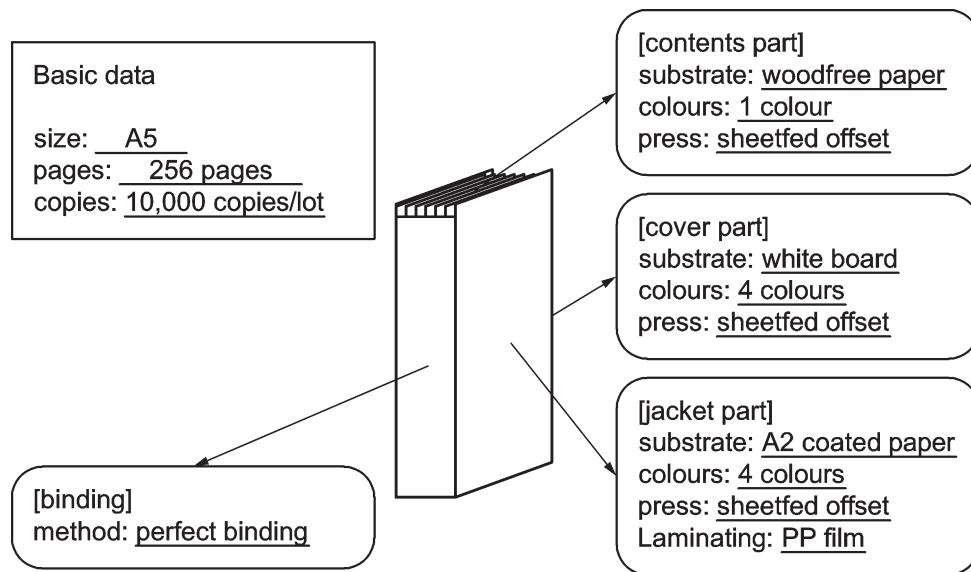 Basic data
size: A5
pages: 256 pages
copies: 10,000 copies/lot
[contents part]
substrate: woodfree paper
colours: 1 colour
press: sheetfed offset
[cover part]
substrate: white board
colours: 4 colours
press: sheetfed offset
[jacket part]
substrate: A2 coated paper
colours: 4 colours
press: sheetfed offset
Laminating: PP film
[binding]
method: perfect binding